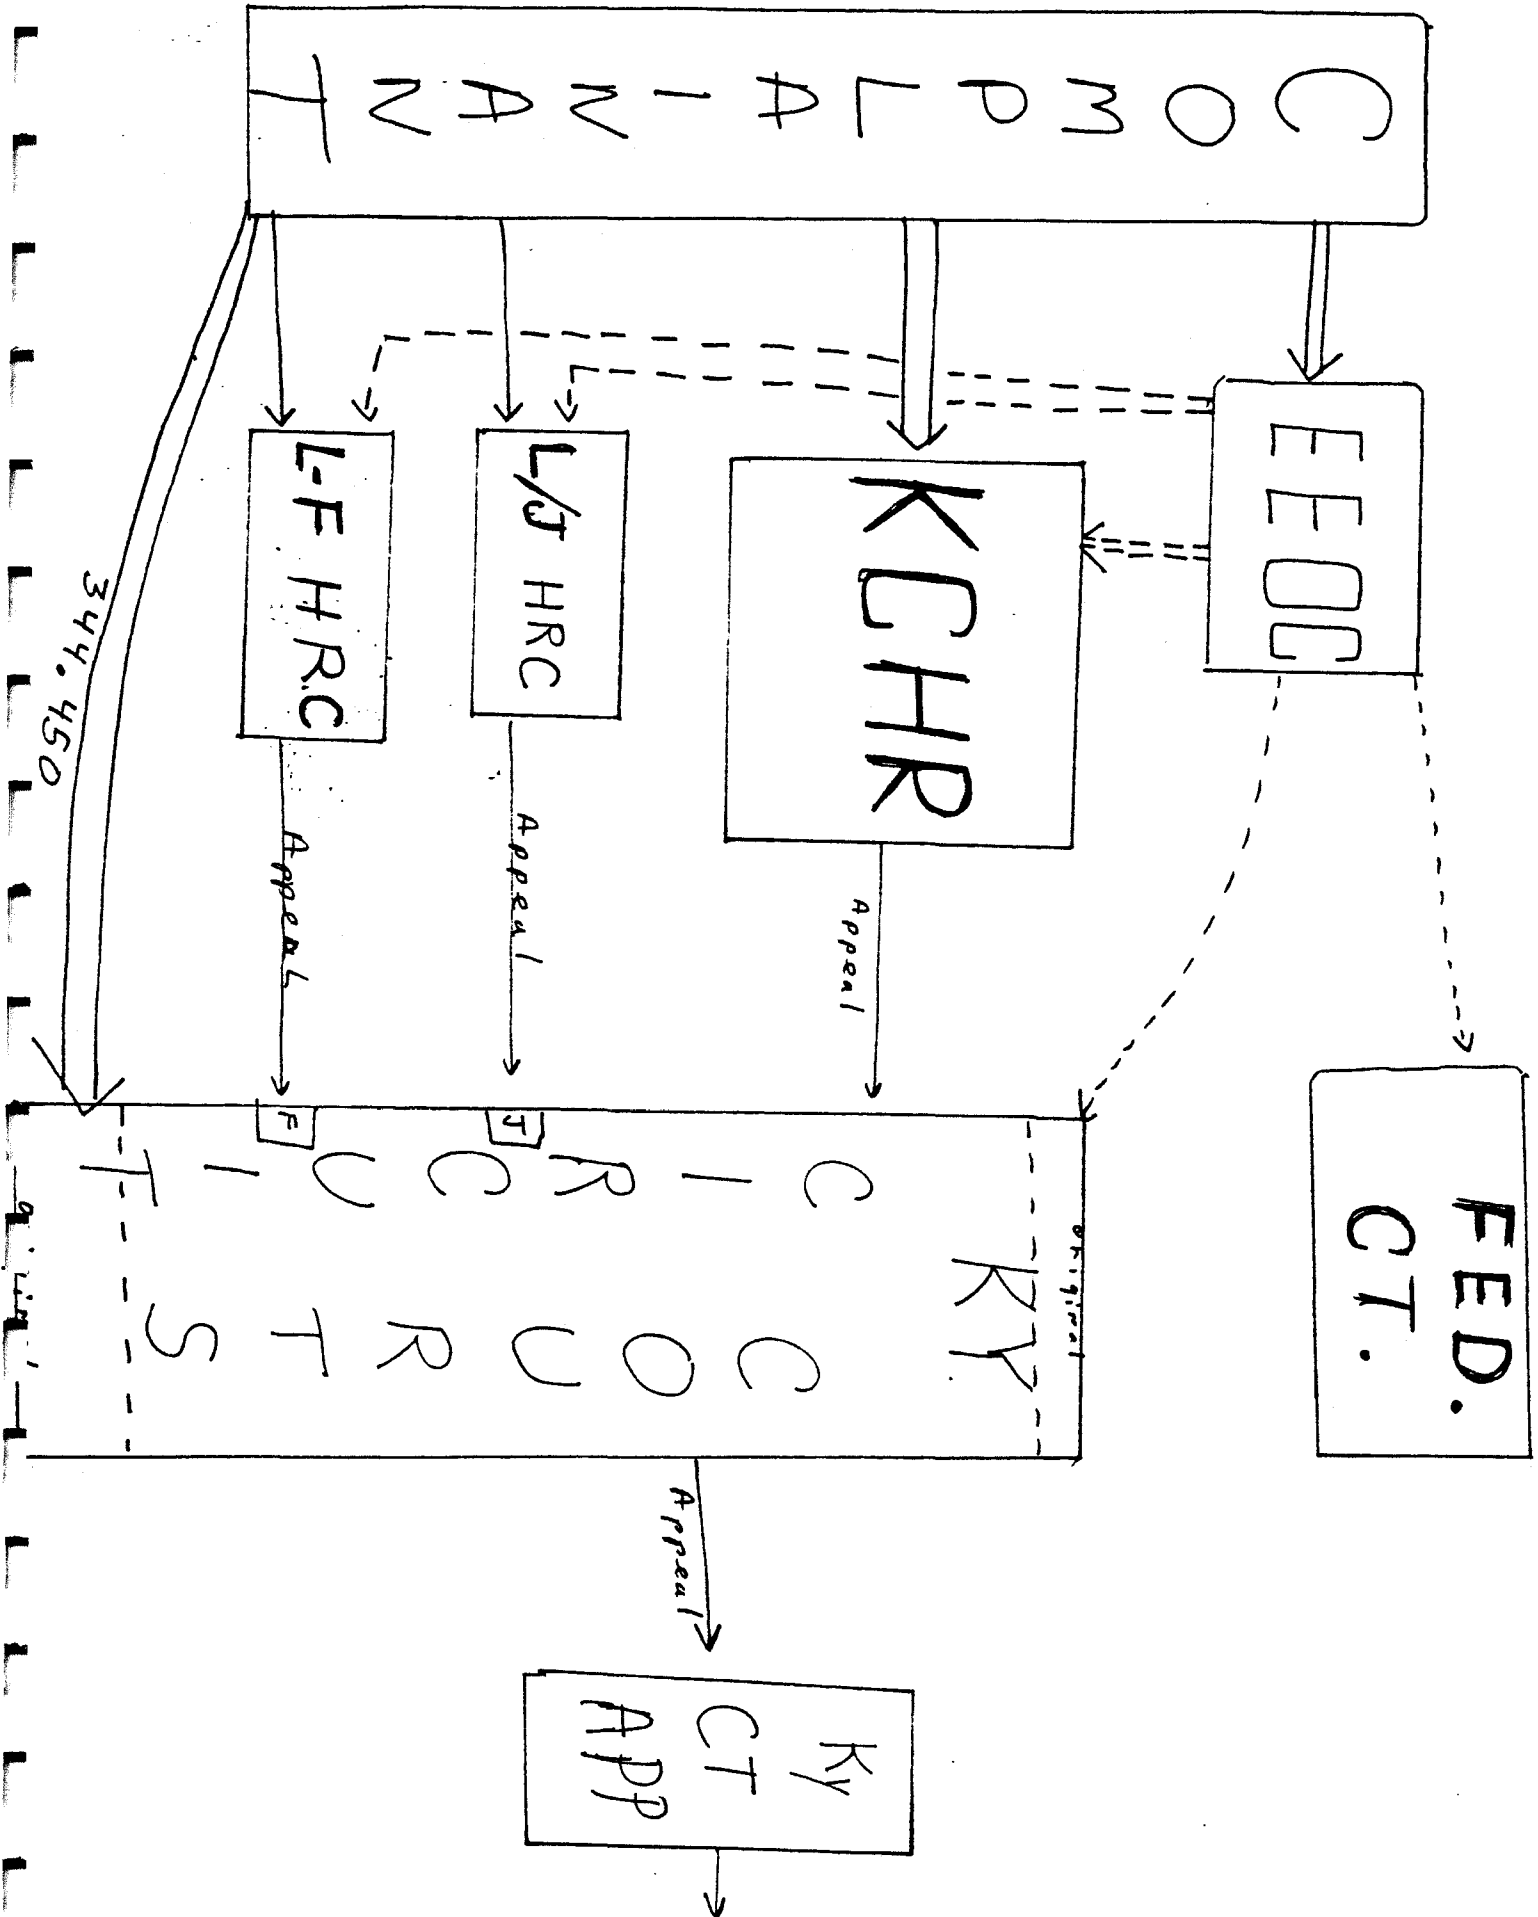 COMPLAINANT
EEOC
FED.
CT.
KCHR
Appeal
L/J HRC
Appeal
L-F HRC
Appeal
344.450
original
KY
CIRCUIT
COURTS
J
F
Appeal
Ky
CT
APP